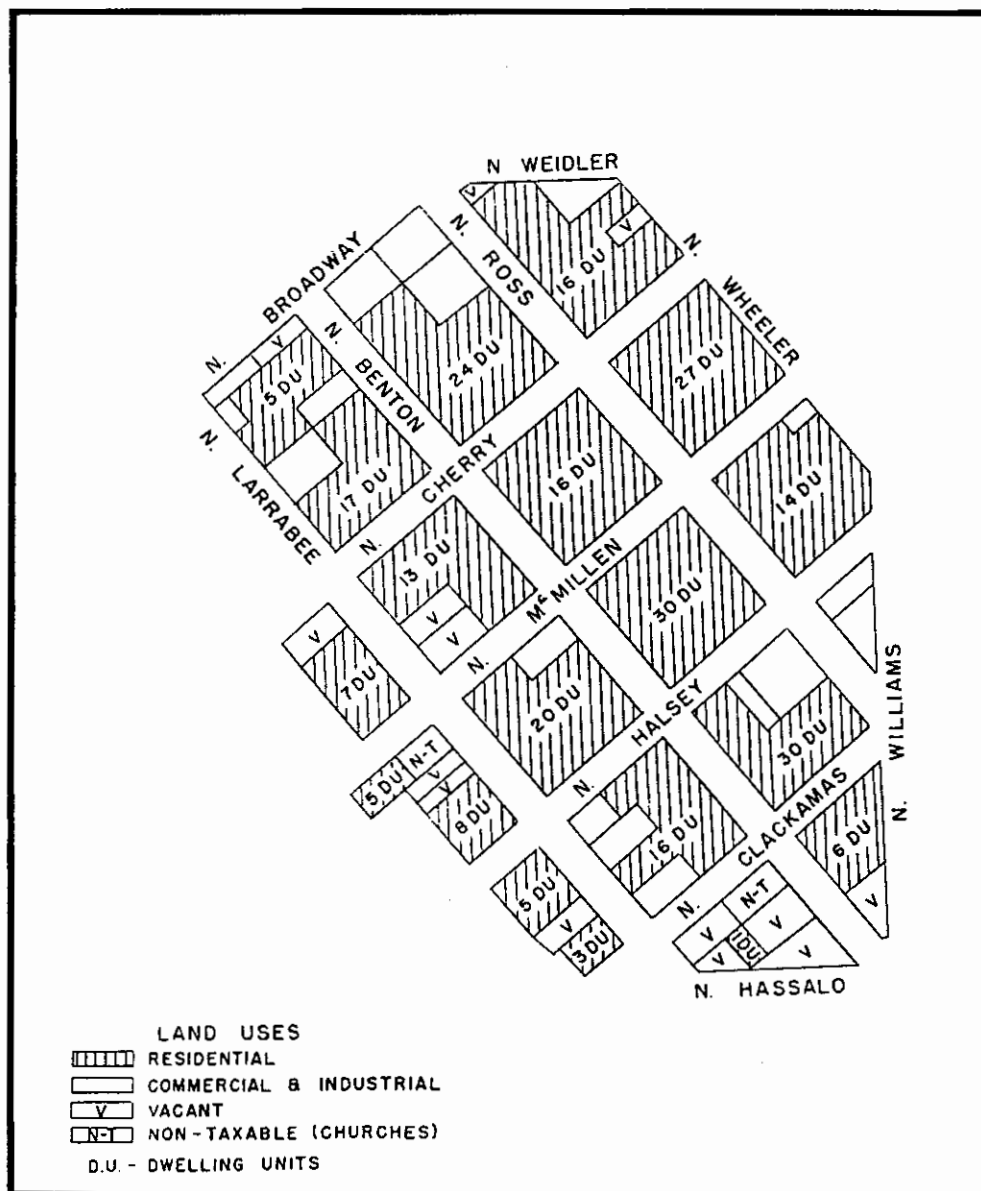 N WEIDLER
V
N. ROSS
V
16 DU
N. WHEELER
N. BROADWAY
N. BENTON
24 DU
27 DU
V
5 DU
N. LARRABEE
17 DU
N. CHERRY
16 DU
14 DU
13 DU
V
V
N. Mc MILLEN
30 DU
V
7 DU
20 DU
N. HALSEY
30 DU
N. WILLIAMS
5 DU
N-T
V
V
8 DU
16 DU
N. CLACKAMAS
6 DU
V
5 DU
V
3 DU
N-T
V
V
1 DU
V
V
N. HASSALO
LAND USES
RESIDENTIAL
COMMERCIAL & INDUSTRIAL
V VACANT
N-T NON-TAXABLE (CHURCHES)
D.U. - DWELLING UNITS